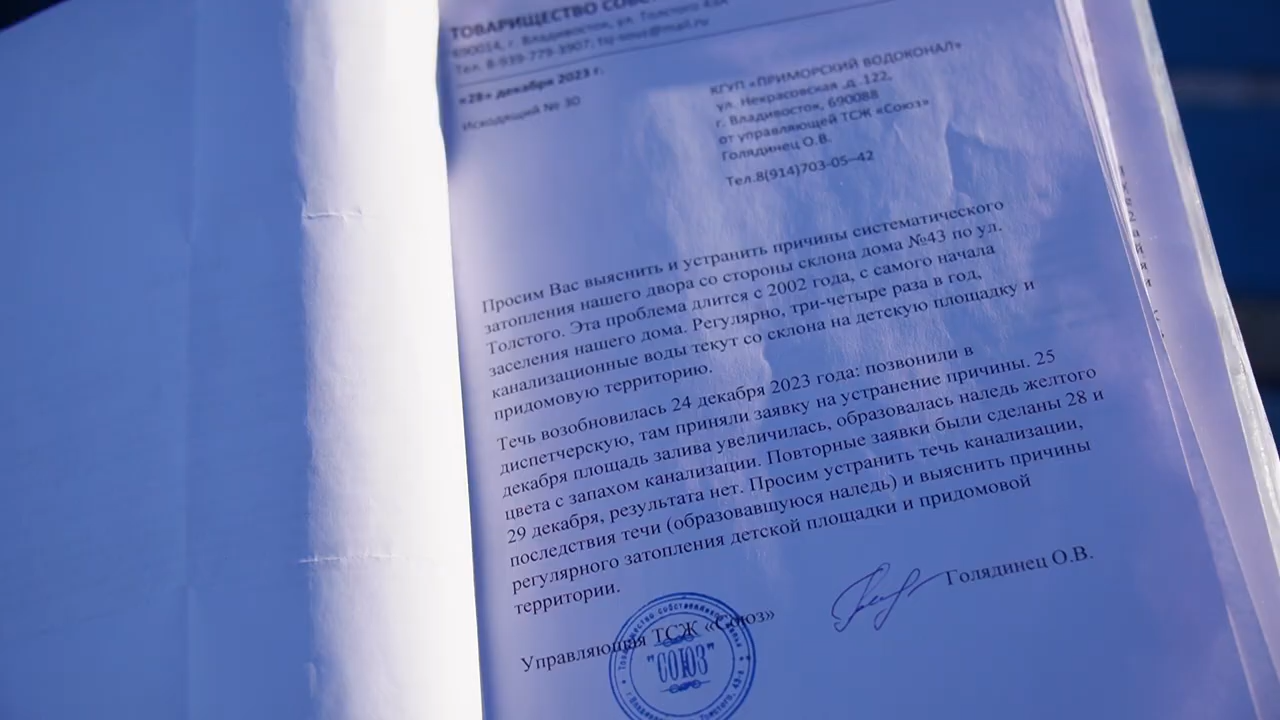 ТОВАРИЩЕСТВО
690014, г. Владивосток, ул. Толстого 43А
Тел. 8-939-779-3907;
«28» декабря 2023 г.
Исходящий № 30
КГУП «ПРИМОРСКИЙ ВОДОКОНАЛ»
ул. Некрасовская ,д .122,
г. Владивосток, 690088
от управляющей ТСЖ «Союз»
Голядинец О.В.
Тел.8(914)703-05–42
Просим Вас выяснить и устранить причины систематического
затопления нашего двора со стороны склона дома №43 по ул.
Толстого. Эта проблема длится с 2002 года, с самого начала
заселения нашего дома. Регулярно, три-четыре раза в год,
канализационные воды текут со склона на детскую площадку и
придомовую территорию.
Течь возобновилась 24 декабря 2023 года: позвонили в
диспетчерскую, там приняли заявку на устранение причины. 25
декабря площадь залива увеличилась, образовалась наледь желтого
цвета с запахом канализации. Повторные заявки были сделаны 28 и
29 декабря, результата нет. Просим устранить течь канализации,
последствия течи (образовавшуюся наледь) и выяснить причины
регулярного затопления детской площадки и придомовой
территории.
Управляющая ТСЖ «Союз»
Голядинец О.В.
"СОЮЗ"